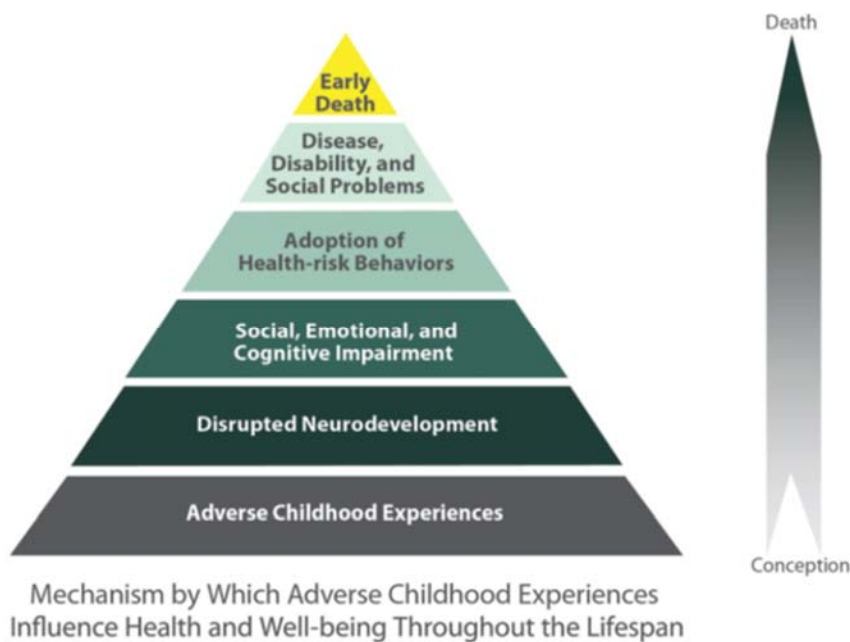 Death
Early
Death
Disease,
Disability, and
Social Problems
Adoption of
Health-risk Behaviors
Social, Emotional, and
Cognitive Impairment
Disrupted Neurodevelopment
Adverse Childhood Experiences
Conception
Mechanism by Which Adverse Childhood Experiences
Influence Health and Well-being Throughout the Lifespan